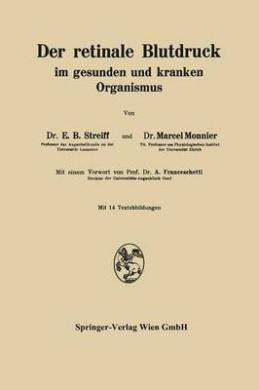 Der retinale Blutdruck
im gesunden und kranken
Organismus
Von
Dr. E. B. Streiff und Dr. Marcel Monnier
Professor der Augenheilkunde an der Universität Lausanne
Tit. Professor am Physiologischen Institut der Universität Zürich
Mit einem Vorwort von Prof. Dr. A. Franceschetti
Direktor der Universitäts-Augenklinik Genf
Mit 14 Textabbildungen
Springer-Verlag Wien GmbH